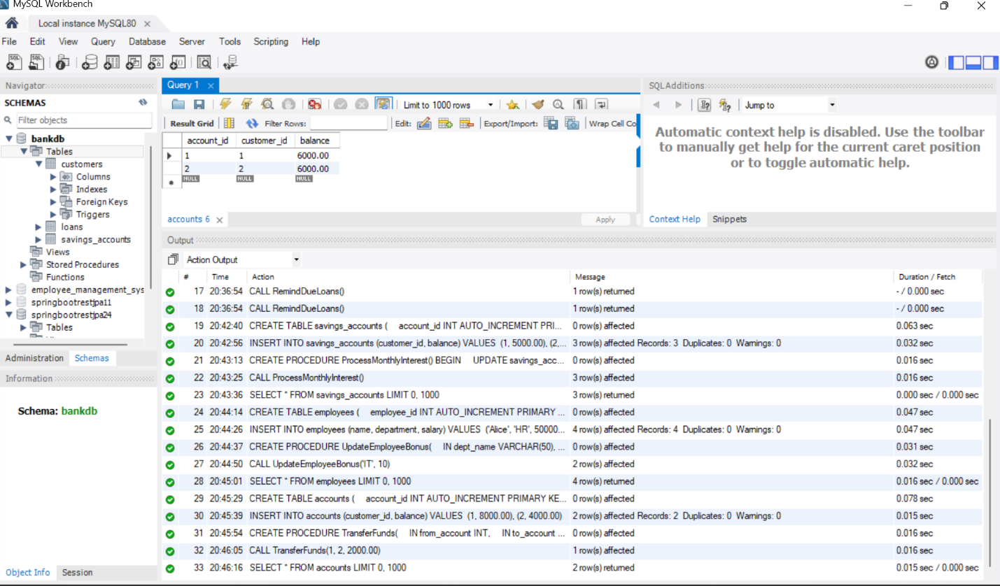 MySQL Workbench
Local instance MySQL80
File Edit View Query Database Server Tools Scripting Help
Navigator
SCHEMAS
Filter objects
bankdb
Tables
customers
Columns
Indexes
Foreign Keys
Triggers
loans
savings_accounts
Views
Stored Procedures
Functions
employee_management_sys
springbootrestjpa11
springbootrestjpa24
Tables
Administration Schemas
Information
Schema: bankdb
Object Info Session
Query 1
Limit to 1000 rows
Result Grid Filter Rows: Edit: Export/Import: Wrap Cell Co
account_id customer_id balance
1 1 6000.00
2 2 6000.00
NULL NULL NULL
accounts 6
Apply
SQLAdditions
Jump to
Automatic context help is disabled. Use the toolbar
to manually get help for the current caret position
or to toggle automatic help.
Context Help Snippets
Output
Action Output
# Time Action Message Duration / Fetch
17 20:36:54 CALL RemindDueLoans() 1 row(s) returned - / 0.000 sec
18 20:36:54 CALL RemindDueLoans() 1 row(s) returned - / 0.000 sec
19 20:42:40 CREATE TABLE savings_accounts ( account_id INT AUTO_INCREMENT PRI... 0 row(s) affected 0.063 sec
20 20:42:56 INSERT INTO savings_accounts (customer_id, balance) VALUES (1, 5000.00), (2,... 3 row(s) affected Records: 3 Duplicates: 0 Warnings: 0 0.032 sec
21 20:43:13 CREATE PROCEDURE ProcessMonthlyInterest() BEGIN UPDATE savings_acc... 0 row(s) affected 0.016 sec
22 20:43:25 CALL ProcessMonthlyInterest() 3 row(s) affected 0.016 sec
23 20:43:36 SELECT * FROM savings_accounts LIMIT 0, 1000 3 row(s) returned 0.000 sec / 0.000 sec
24 20:44:14 CREATE TABLE employees ( employee_id INT AUTO_INCREMENT PRIMARY ... 0 row(s) affected 0.047 sec
25 20:44:26 INSERT INTO employees (name, department, salary) VALUES ('Alice', 'HR', 50000... 4 row(s) affected Records: 4 Duplicates: 0 Warnings: 0 0.047 sec
26 20:44:37 CREATE PROCEDURE UpdateEmployeeBonus( IN dept_name VARCHAR(50), ... 0 row(s) affected 0.031 sec
27 20:44:50 CALL UpdateEmployeeBonus('IT', 10) 2 row(s) affected 0.032 sec
28 20:45:01 SELECT * FROM employees LIMIT 0, 1000 4 row(s) returned 0.016 sec / 0.000 sec
29 20:45:29 CREATE TABLE accounts ( account_id INT AUTO_INCREMENT PRIMARY KE... 0 row(s) affected 0.078 sec
30 20:45:39 INSERT INTO accounts (customer_id, balance) VALUES (1, 8000.00), (2, 4000.00) 2 row(s) affected Records: 2 Duplicates: 0 Warnings: 0 0.015 sec
31 20:45:54 CREATE PROCEDURE TransferFunds( IN from_account INT, IN to_account ... 0 row(s) affected 0.016 sec
32 20:46:05 CALL TransferFunds(1, 2, 2000.00) 1 row(s) affected 0.016 sec
33 20:46:16 SELECT * FROM accounts LIMIT 0, 1000 2 row(s) returned 0.015 sec / 0.000 sec